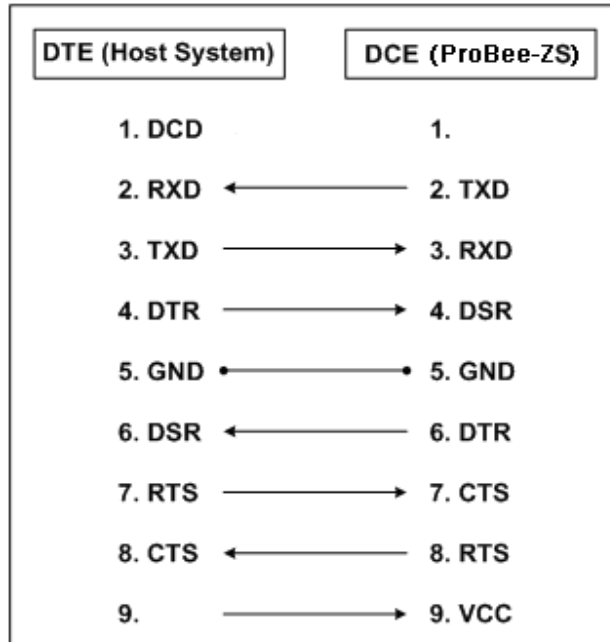 DTE (Host System) DCE (ProBee-ZS)
1. DCD 1.
2. RXD 2. TXD
3. TXD 3. RXD
4. DTR 4. DSR
5. GND 5. GND
6. DSR 6. DTR
7. RTS 7. CTS
8. CTS 8. RTS
9. 9. VCC